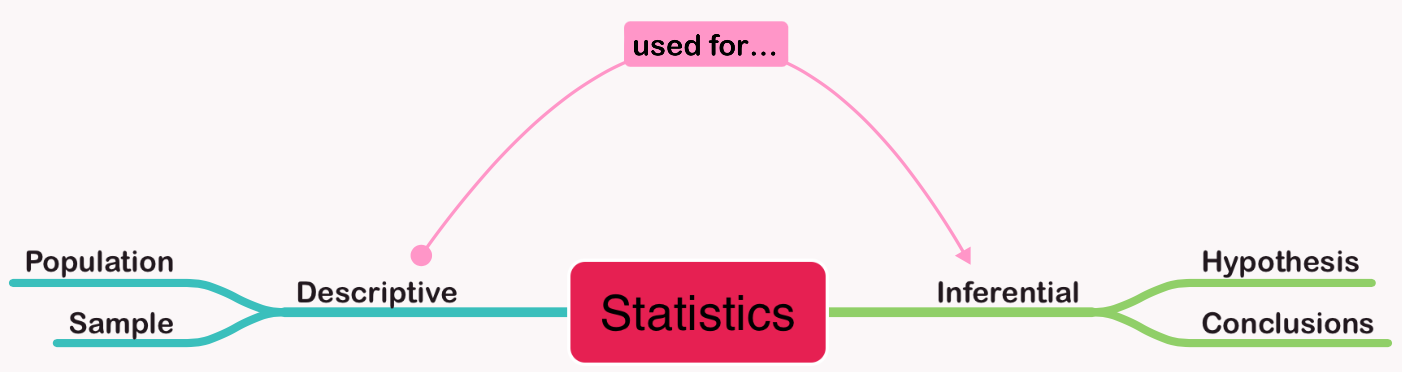 used for...
Population
Descriptive
Sample
Statistics
Inferential
Hypothesis
Conclusions